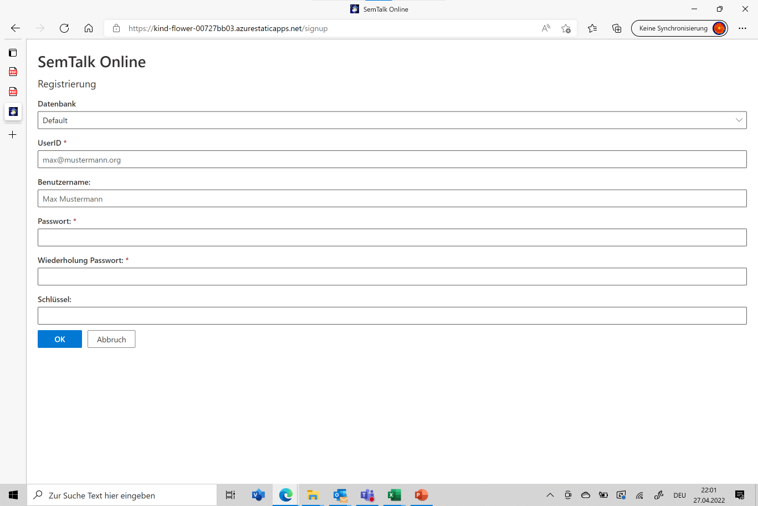 SemTalk Online
https://kind-flower-00727bb03.azurestaticapps.net/signup
Keine Synchronisierung
SemTalk Online
Registrierung
Datenbank
Default
UserID *
max@mustermann.org
Benutzername:
Max Mustermann
Passwort: *
Wiederholung Passwort: *
Schlüssel:
OK
Abbruch
Zur Suche Text hier eingeben
DEU
22:01
27.04.2022